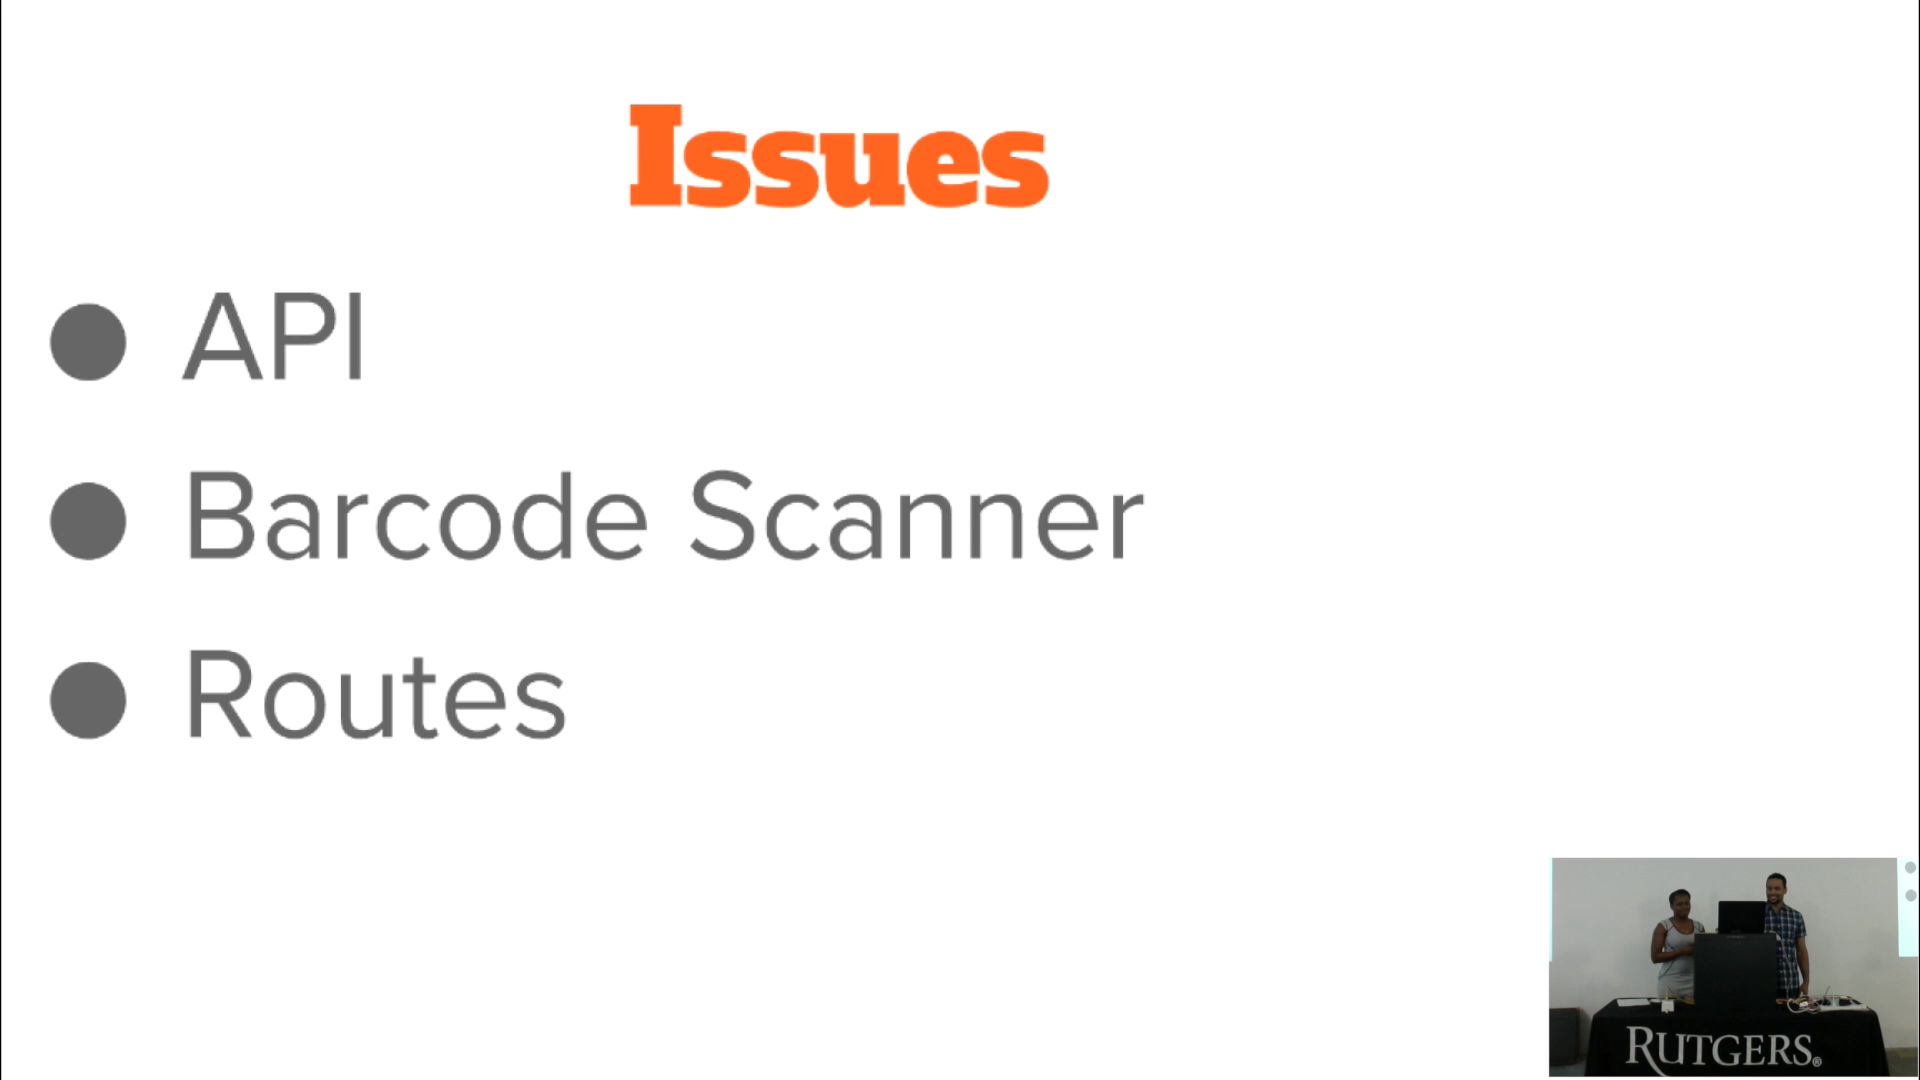 Issues
● API
● Barcode Scanner
● Routes
RUTGERS®